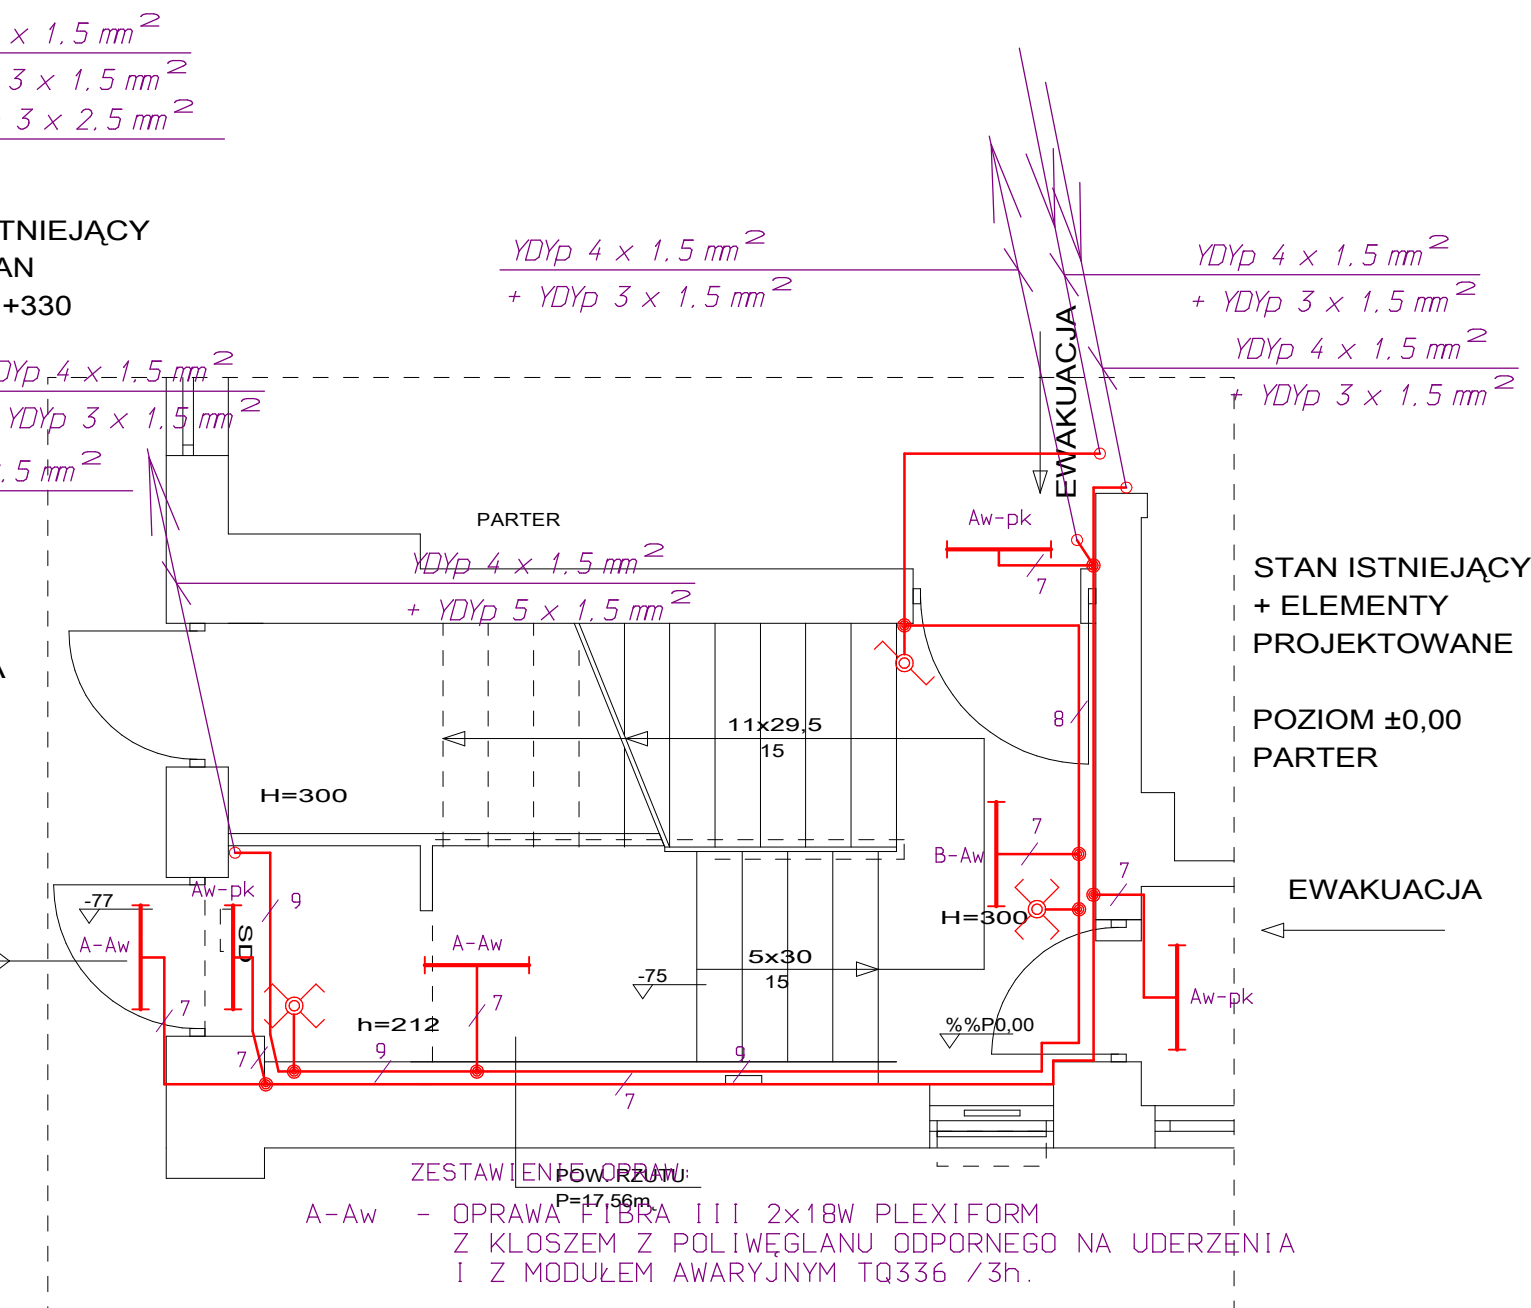 x 1,5 mm²
3 x 1,5 mm²
3 x 2,5 mm²
TNIEJĄCY
AN
+330
YDYp 4 x 1,5 mm²
+ YDYp 3 x 1,5 mm²
YDYp 4 x 1,5 mm²
+ YDYp 3 x 1,5 mm²
YDYp 4 x 1,5 mm²
+ YDYp 3 x 1,5 mm²
DYp 4 x 1,5 mm²
YDYp 3 x 1,5 mm²
,5 mm²
EWAKUACJA
PARTER
Aw-pk
7
YDYp 4 x 1,5 mm²
+ YDYp 5 x 1,5 mm²
STAN ISTNIEJĄCY
+ ELEMENTY
PROJEKTOWANE
POZIOM ±0,00
PARTER
A
11x29,5
15
8
H=300
7
B-Aw
7
Aw-pk
9
-77
A-Aw
SD
A-Aw
H=300
EWAKUACJA
5x30
15
-75
Aw-pk
7
7
h=212
%%P0,00
7
9
9
7
ZESTAWIENIE OPRAW:
POW. RZUTU
P=17,56m
A-Aw - OPRAWA FIBRA III 2x18W PLEXIFORM
Z KLOSZEM Z POLIWĘGLANU ODPORNEGO NA UDERZENIA
I Z MODUŁEM AWARYJNYM TQ336 /3h.